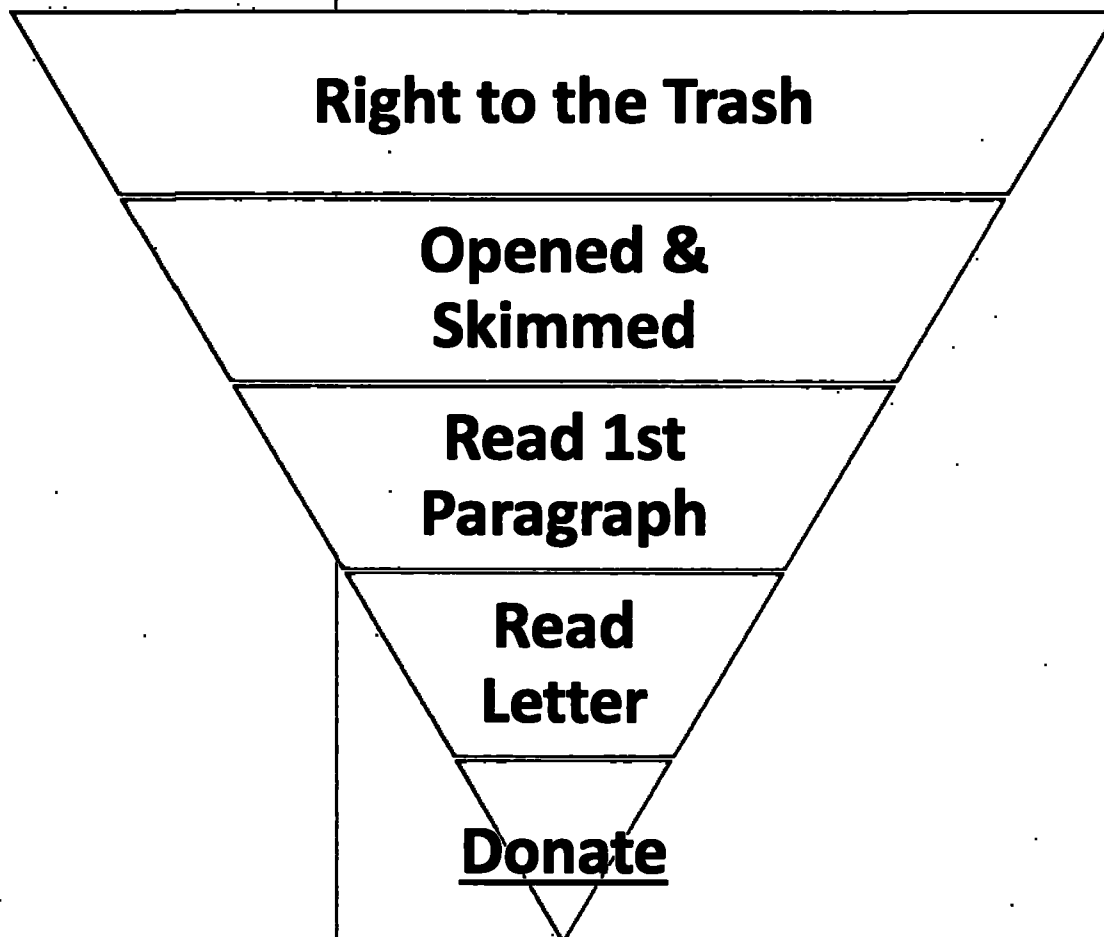 Right to the Trash
Opened &
Skimmed
Read 1st
Paragraph
Read
Letter
Donate